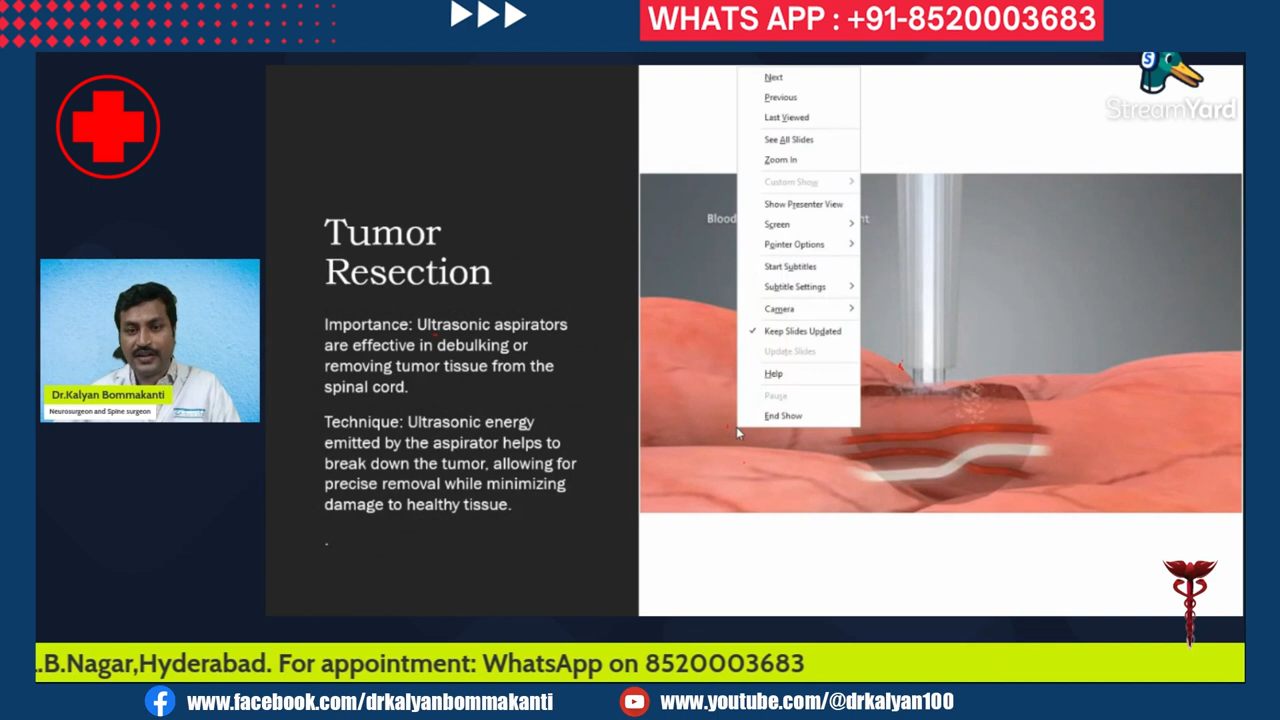 WHATS APP : +91-8520003683
S
StreamYard
Next
Previous
Last Viewed
See All Slides
Zoom In
Custom Show
Show Presenter View
Screen
Pointer Options
Start Subtitles
Subtitle Settings
Camera
Keep Slides Updated
Update Slides
Help
Pause
End Show
Blood
nt
Tumor
Resection
Importance: Ultrasonic aspirators
are effective in debulking or
removing tumor tissue from the
spinal cord.
Technique: Ultrasonic energy
emitted by the aspirator helps to
break down the tumor, allowing for
precise removal while minimizing
damage to healthy tissue.
.
Dr.Kalyan Bommakanti
Neurosurgeon and Spine surgeon
.B.Nagar,Hyderabad. For appointment: WhatsApp on 8520003683
www.facebook.com/drkalyanbommakanti
www.youtube.com/@drkalyan100